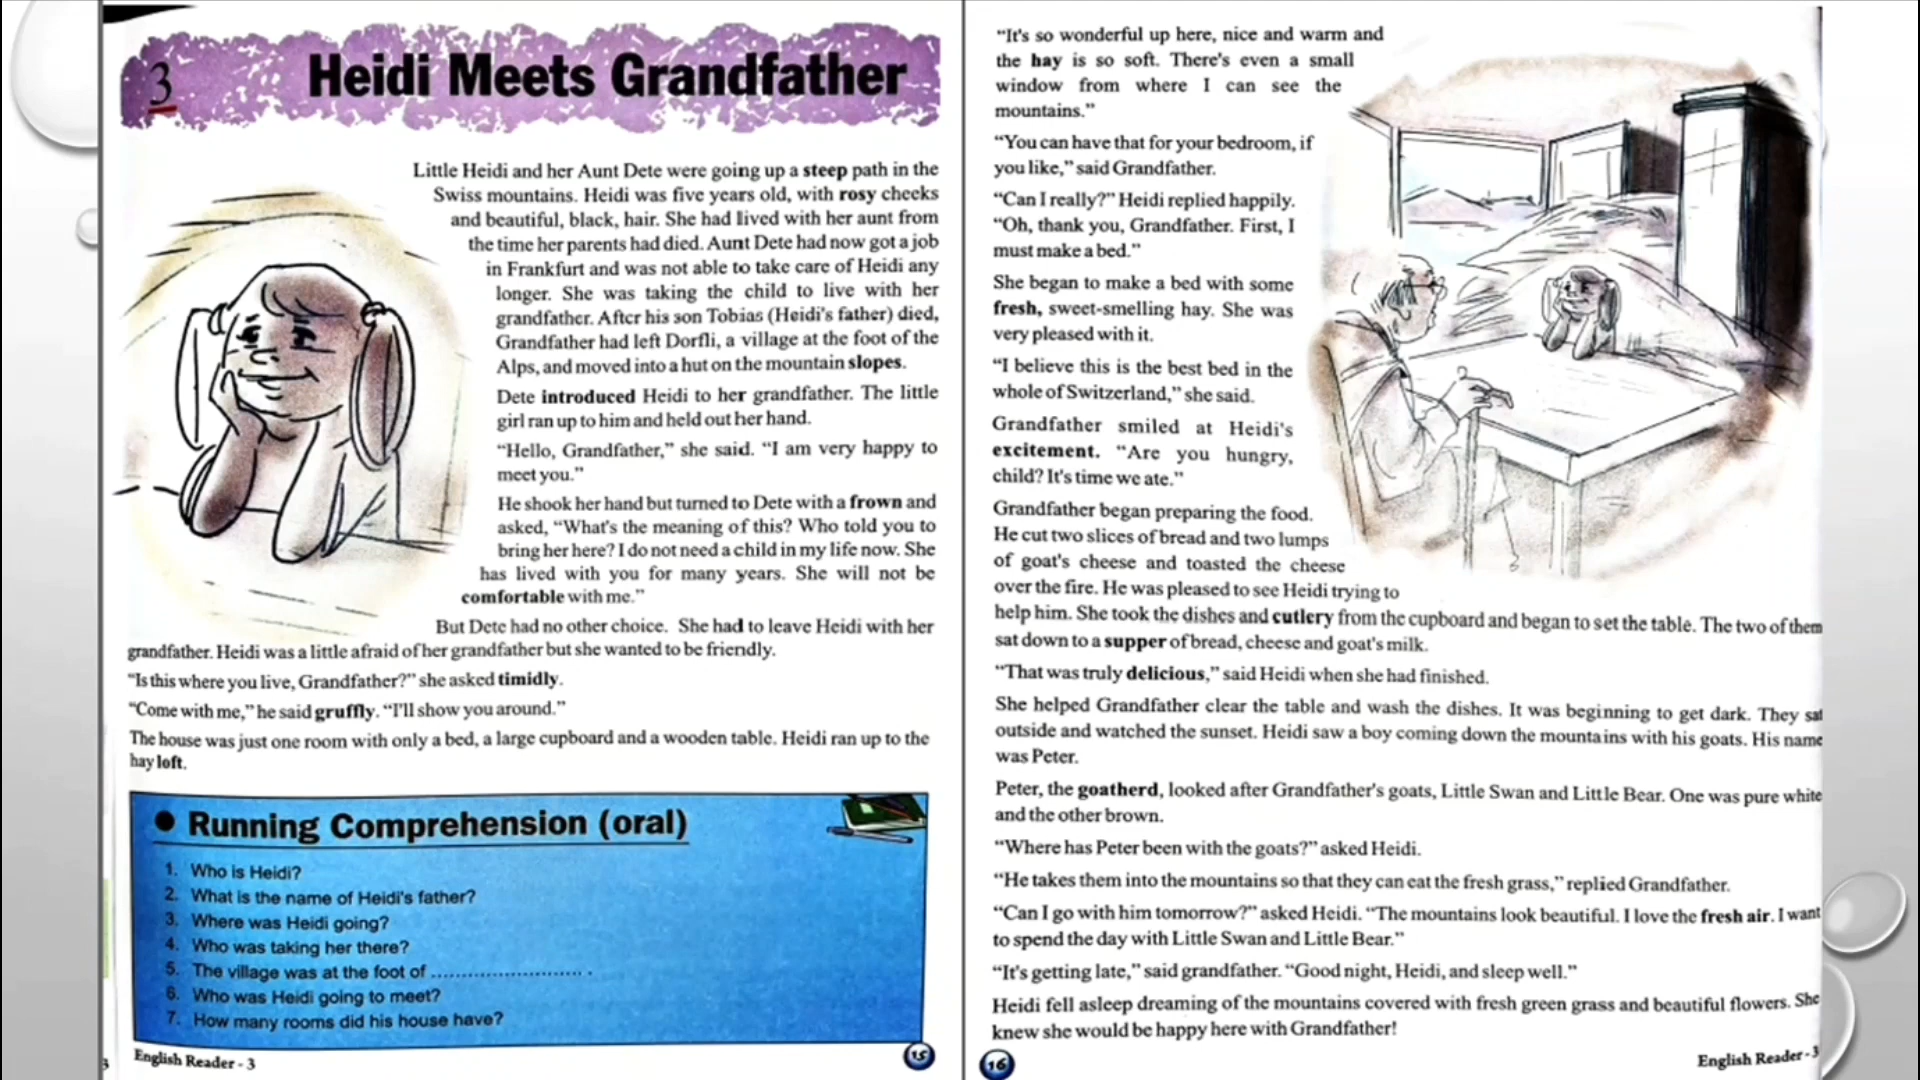 3
Heidi Meets Grandfather
Little Heidi and her Aunt Dete were going up a steep path in the
Swiss mountains. Heidi was five years old, with rosy cheeks
and beautiful, black, hair. She had lived with her aunt from
the time her parents had died. Aunt Dete had now got a job
in Frankfurt and was not able to take care of Heidi any
longer. She was taking the child to live with her
grandfather. After his son Tobias (Heidi's father) died,
Grandfather had left Dorfli, a village at the foot of the
Alps, and moved into a hut on the mountain slopes.
Dete introduced Heidi to her grandfather. The little
girl ran up to him and held out her hand.
“Hello, Grandfather,” she said. “I am very happy to
meet you.”
He shook her hand but turned to Dete with a frown and
asked, “What's the meaning of this? Who told you to
bring her here? I do not need a child in my life now. She
has lived with you for many years. She will not be
comfortable with me.”
But Dete had no other choice. She had to leave Heidi with her
grandfather. Heidi was a little afraid of her grandfather but she wanted to be friendly.
“Is this where you live, Grandfather?” she asked timidly.
“Come with me,” he said gruffly. “I'll show you around.”
The house was just one room with only a bed, a large cupboard and a wooden table. Heidi ran up to the
hay loft.
● Running Comprehension (oral)
1. Who is Heidi?
2. What is the name of Heidi's father?
3. Where was Heidi going?
4. Who was taking her there?
5. The village was at the foot of ........................ .
6. Who was Heidi going to meet?
7. How many rooms did his house have?
3
English Reader - 3
15
“It's so wonderful up here, nice and warm and
the hay is so soft. There's even a small
window from where I can see the
mountains.”
“You can have that for your bedroom, if
you like,” said Grandfather.
“Can I really?” Heidi replied happily.
“Oh, thank you, Grandfather. First, I
must make a bed.”
She began to make a bed with some
fresh, sweet-smelling hay. She was
very pleased with it.
“I believe this is the best bed in the
whole of Switzerland,” she said.
Grandfather smiled at Heidi's
excitement. “Are you hungry,
child? It's time we ate.”
Grandfather began preparing the food.
He cut two slices of bread and two lumps
of goat's cheese and toasted the cheese
over the fire. He was pleased to see Heidi trying to
help him. She took the dishes and cutlery from the cupboard and began to set the table. The two of them
sat down to a supper of bread, cheese and goat's milk.
“That was truly delicious,” said Heidi when she had finished.
She helped Grandfather clear the table and wash the dishes. It was beginning to get dark. They sat
outside and watched the sunset. Heidi saw a boy coming down the mountains with his goats. His name
was Peter.
Peter, the goatherd, looked after Grandfather's goats, Little Swan and Little Bear. One was pure white
and the other brown.
“Where has Peter been with the goats?” asked Heidi.
“He takes them into the mountains so that they can eat the fresh grass,” replied Grandfather.
“Can I go with him tomorrow?” asked Heidi. “The mountains look beautiful. I love the fresh air. I want
to spend the day with Little Swan and Little Bear.”
“It's getting late,” said grandfather. “Good night, Heidi, and sleep well.”
Heidi fell asleep dreaming of the mountains covered with fresh green grass and beautiful flowers. She
knew she would be happy here with Grandfather!
16
English Reader - 3